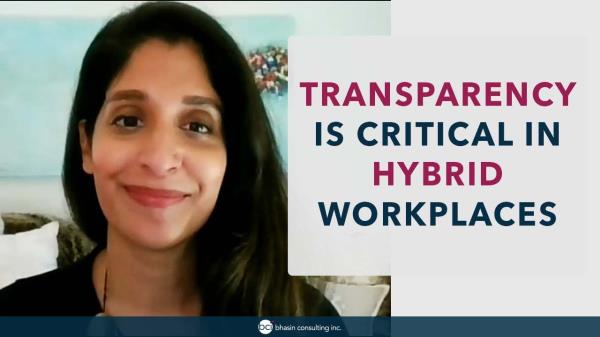 TRANSPARENCY
IS CRITICAL IN
HYBRID
WORKPLACES
bci bhasin consulting inc.